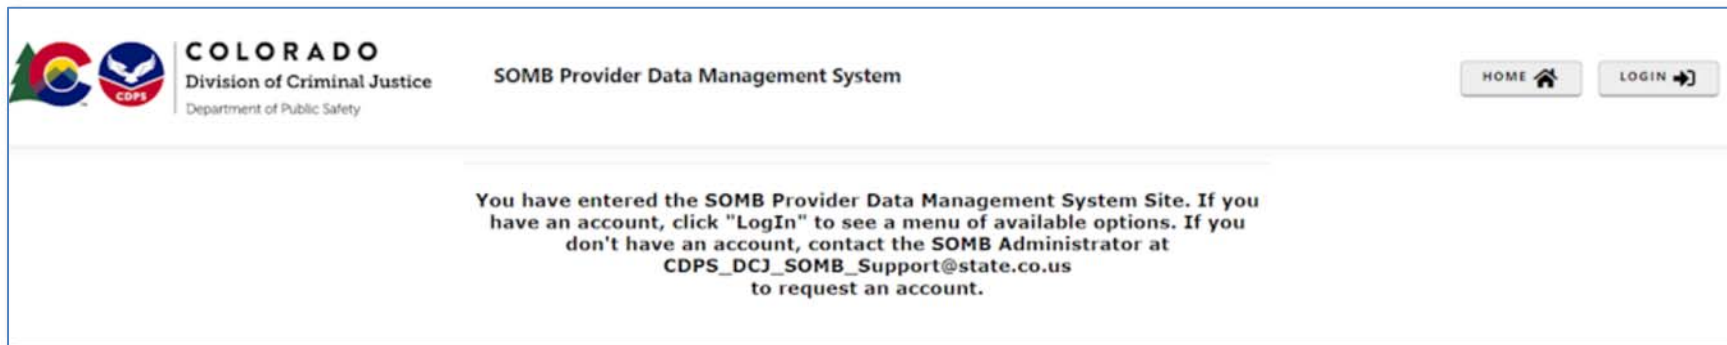 COLORADO
Division of Criminal Justice
Department of Public Safety
CDPS
SOMB Provider Data Management System
HOME
LOGIN
You have entered the SOMB Provider Data Management System Site. If you
have an account, click "LogIn" to see a menu of available options. If you
don't have an account, contact the SOMB Administrator at
CDPS_DCJ_SOMB_Support@state.co.us
to request an account.